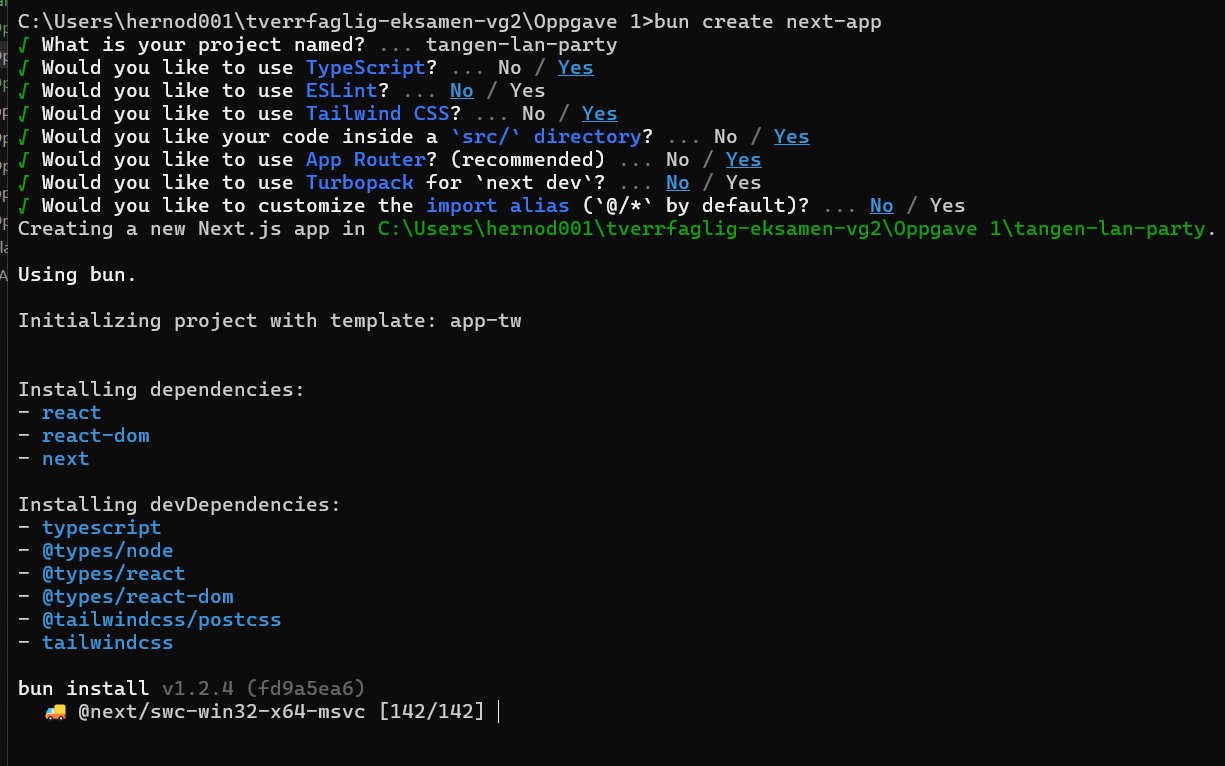 C:\Users\hernod001\tverrfaglig-eksamen-vg2\Oppgave 1>bun create next-app
√ What is your project named? ... tangen-lan-party
√ Would you like to use TypeScript? ... No / Yes
√ Would you like to use ESLint? ... No / Yes
√ Would you like to use Tailwind CSS? ... No / Yes
√ Would you like your code inside a `src/` directory? ... No / Yes
√ Would you like to use App Router? (recommended) ... No / Yes
√ Would you like to use Turbopack for `next dev`? ... No / Yes
√ Would you like to customize the import alias (`@/*` by default)? ... No / Yes
Creating a new Next.js app in C:\Users\hernod001\tverrfaglig-eksamen-vg2\Oppgave 1\tangen-lan-party.
Using bun.
Initializing project with template: app-tw
Installing dependencies:
- react
- react-dom
- next
Installing devDependencies:
- typescript
- @types/node
- @types/react
- @types/react-dom
- @tailwindcss/postcss
- tailwindcss
bun install v1.2.4 (fd9a5ea6)
🚚 @next/swc-win32-x64-msvc [142/142]